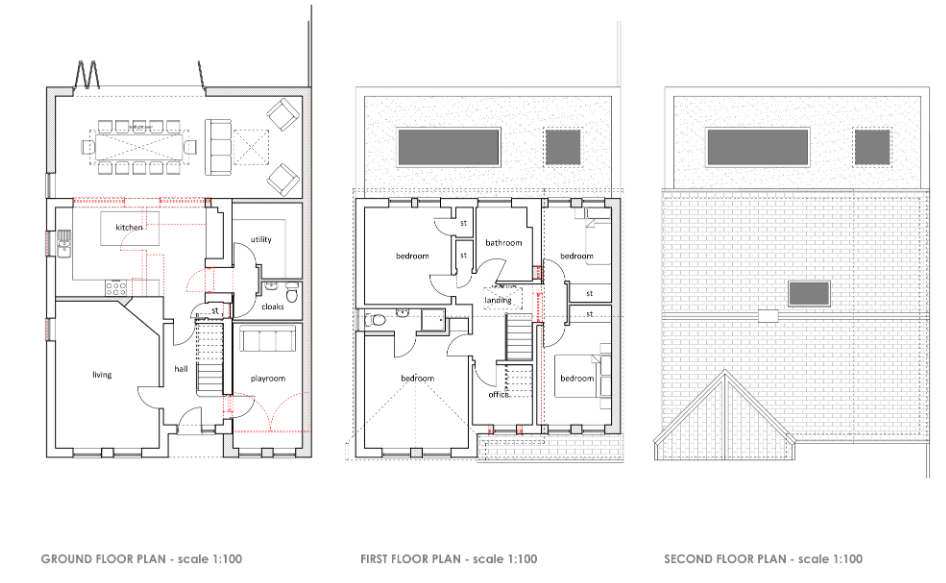 kitchen
utility
cloaks
st
living
hall
playroom
bedroom
st
bathroom
bedroom
st
landing
st
st
bedroom
office
bedroom
GROUND FLOOR PLAN - scale 1:100
FIRST FLOOR PLAN - scale 1:100
SECOND FLOOR PLAN - scale 1:100